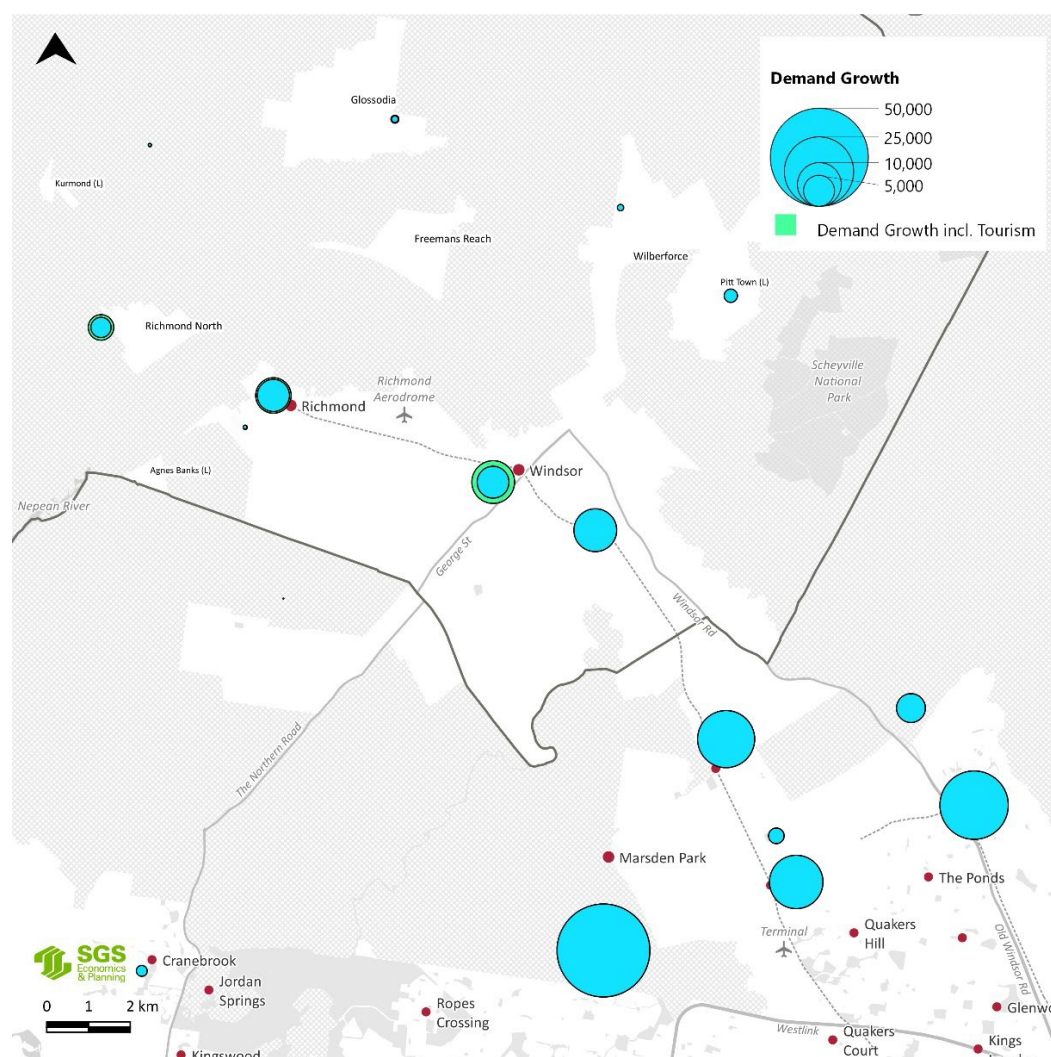 Demand Growth
50,000
25,000
10,000
5,000
Demand Growth incl. Tourism
Glossodia
Kurmond (L)
Freemans Reach
Wilberforce
Pitt Town (L)
Richmond North
Scheyville
National
Park
Richmond
Aerodrome
Richmond
Agnes Banks (L)
Windsor
Nepean River
George St
Windsor Rd
The Northern Road
Marsden Park
The Ponds
Quakers
Hill
Terminal
Old Windsor Rd
SGS
Economics
& Planning
Cranebrook
Jordan
Springs
0 1 2 km
Ropes
Crossing
Glenwo
Westlink
Quakers
Court
Kings
Kingswood